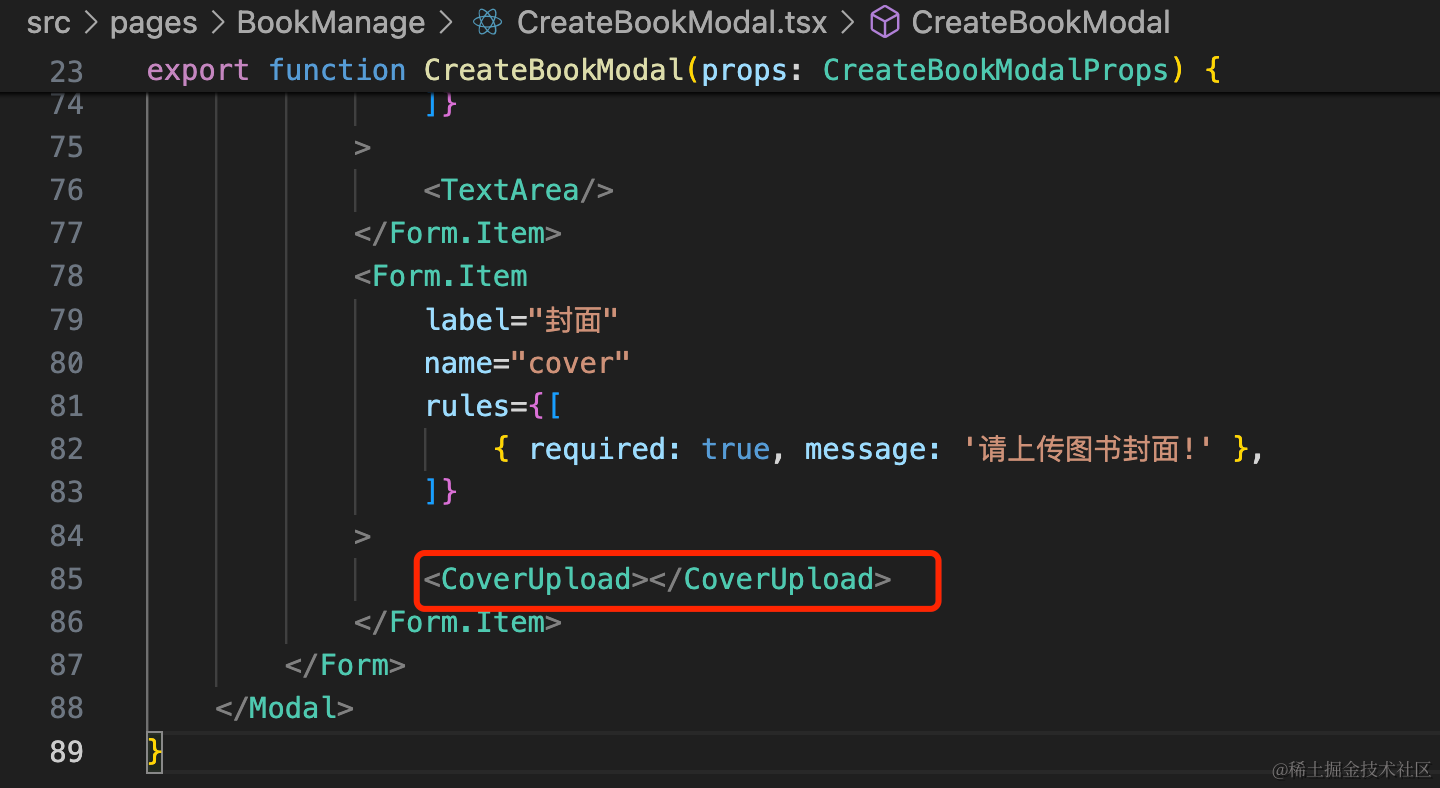 src > pages > BookManage > CreateBookModal.tsx > CreateBookModal
23 export function CreateBookModal(props: CreateBookModalProps) {
74 ]}
75 >
76 <TextArea/>
77 </Form.Item>
78 <Form.Item
79 label="封面"
80 name="cover"
81 rules={[
82 { required: true, message: '请上传图书封面!' },
83 ]}
84 >
85 <CoverUpload></CoverUpload>
86 </Form.Item>
87 </Form>
88 </Modal>
89 }
@稀土掘金技术社区